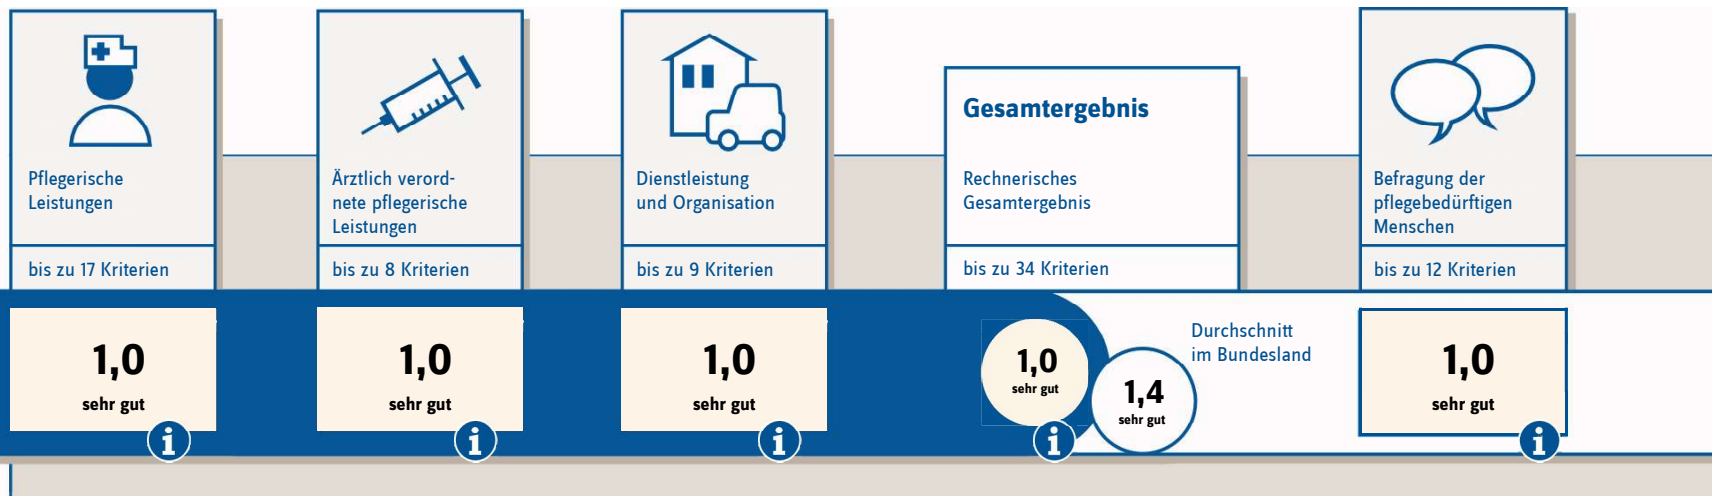 Pflegerische
Leistungen
bis zu 17 Kriterien
1,0
sehr gut
i
Ärztlich verord-
nete pflegerische
Leistungen
bis zu 8 Kriterien
1,0
sehr gut
i
Dienstleistung
und Organisation
bis zu 9 Kriterien
1,0
sehr gut
i
Gesamtergebnis
Rechnerisches
Gesamtergebnis
bis zu 34 Kriterien
1,0
sehr gut
i
Durchschnitt
im Bundesland
1,4
sehr gut
Befragung der
pflegebedürftigen
Menschen
bis zu 12 Kriterien
1,0
sehr gut
i